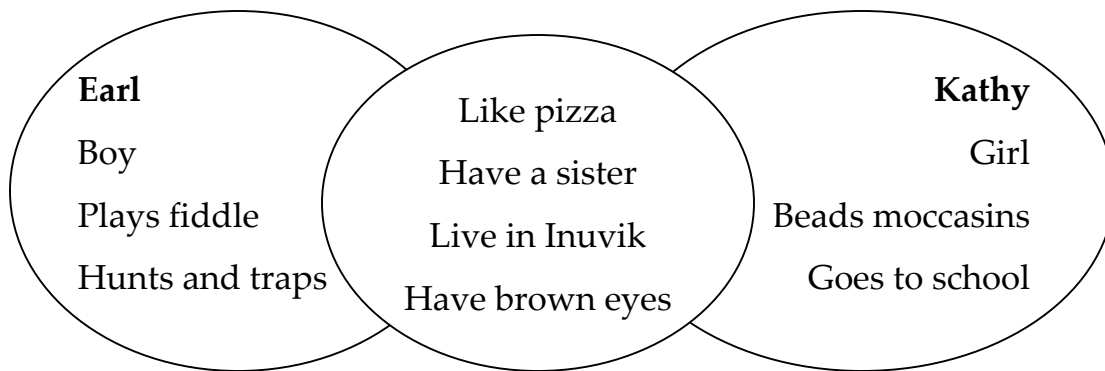 Earl
Boy
Plays fiddle
Hunts and traps
Like pizza
Have a sister
Live in Inuvik
Have brown eyes
Kathy
Girl
Beads moccasins
Goes to school